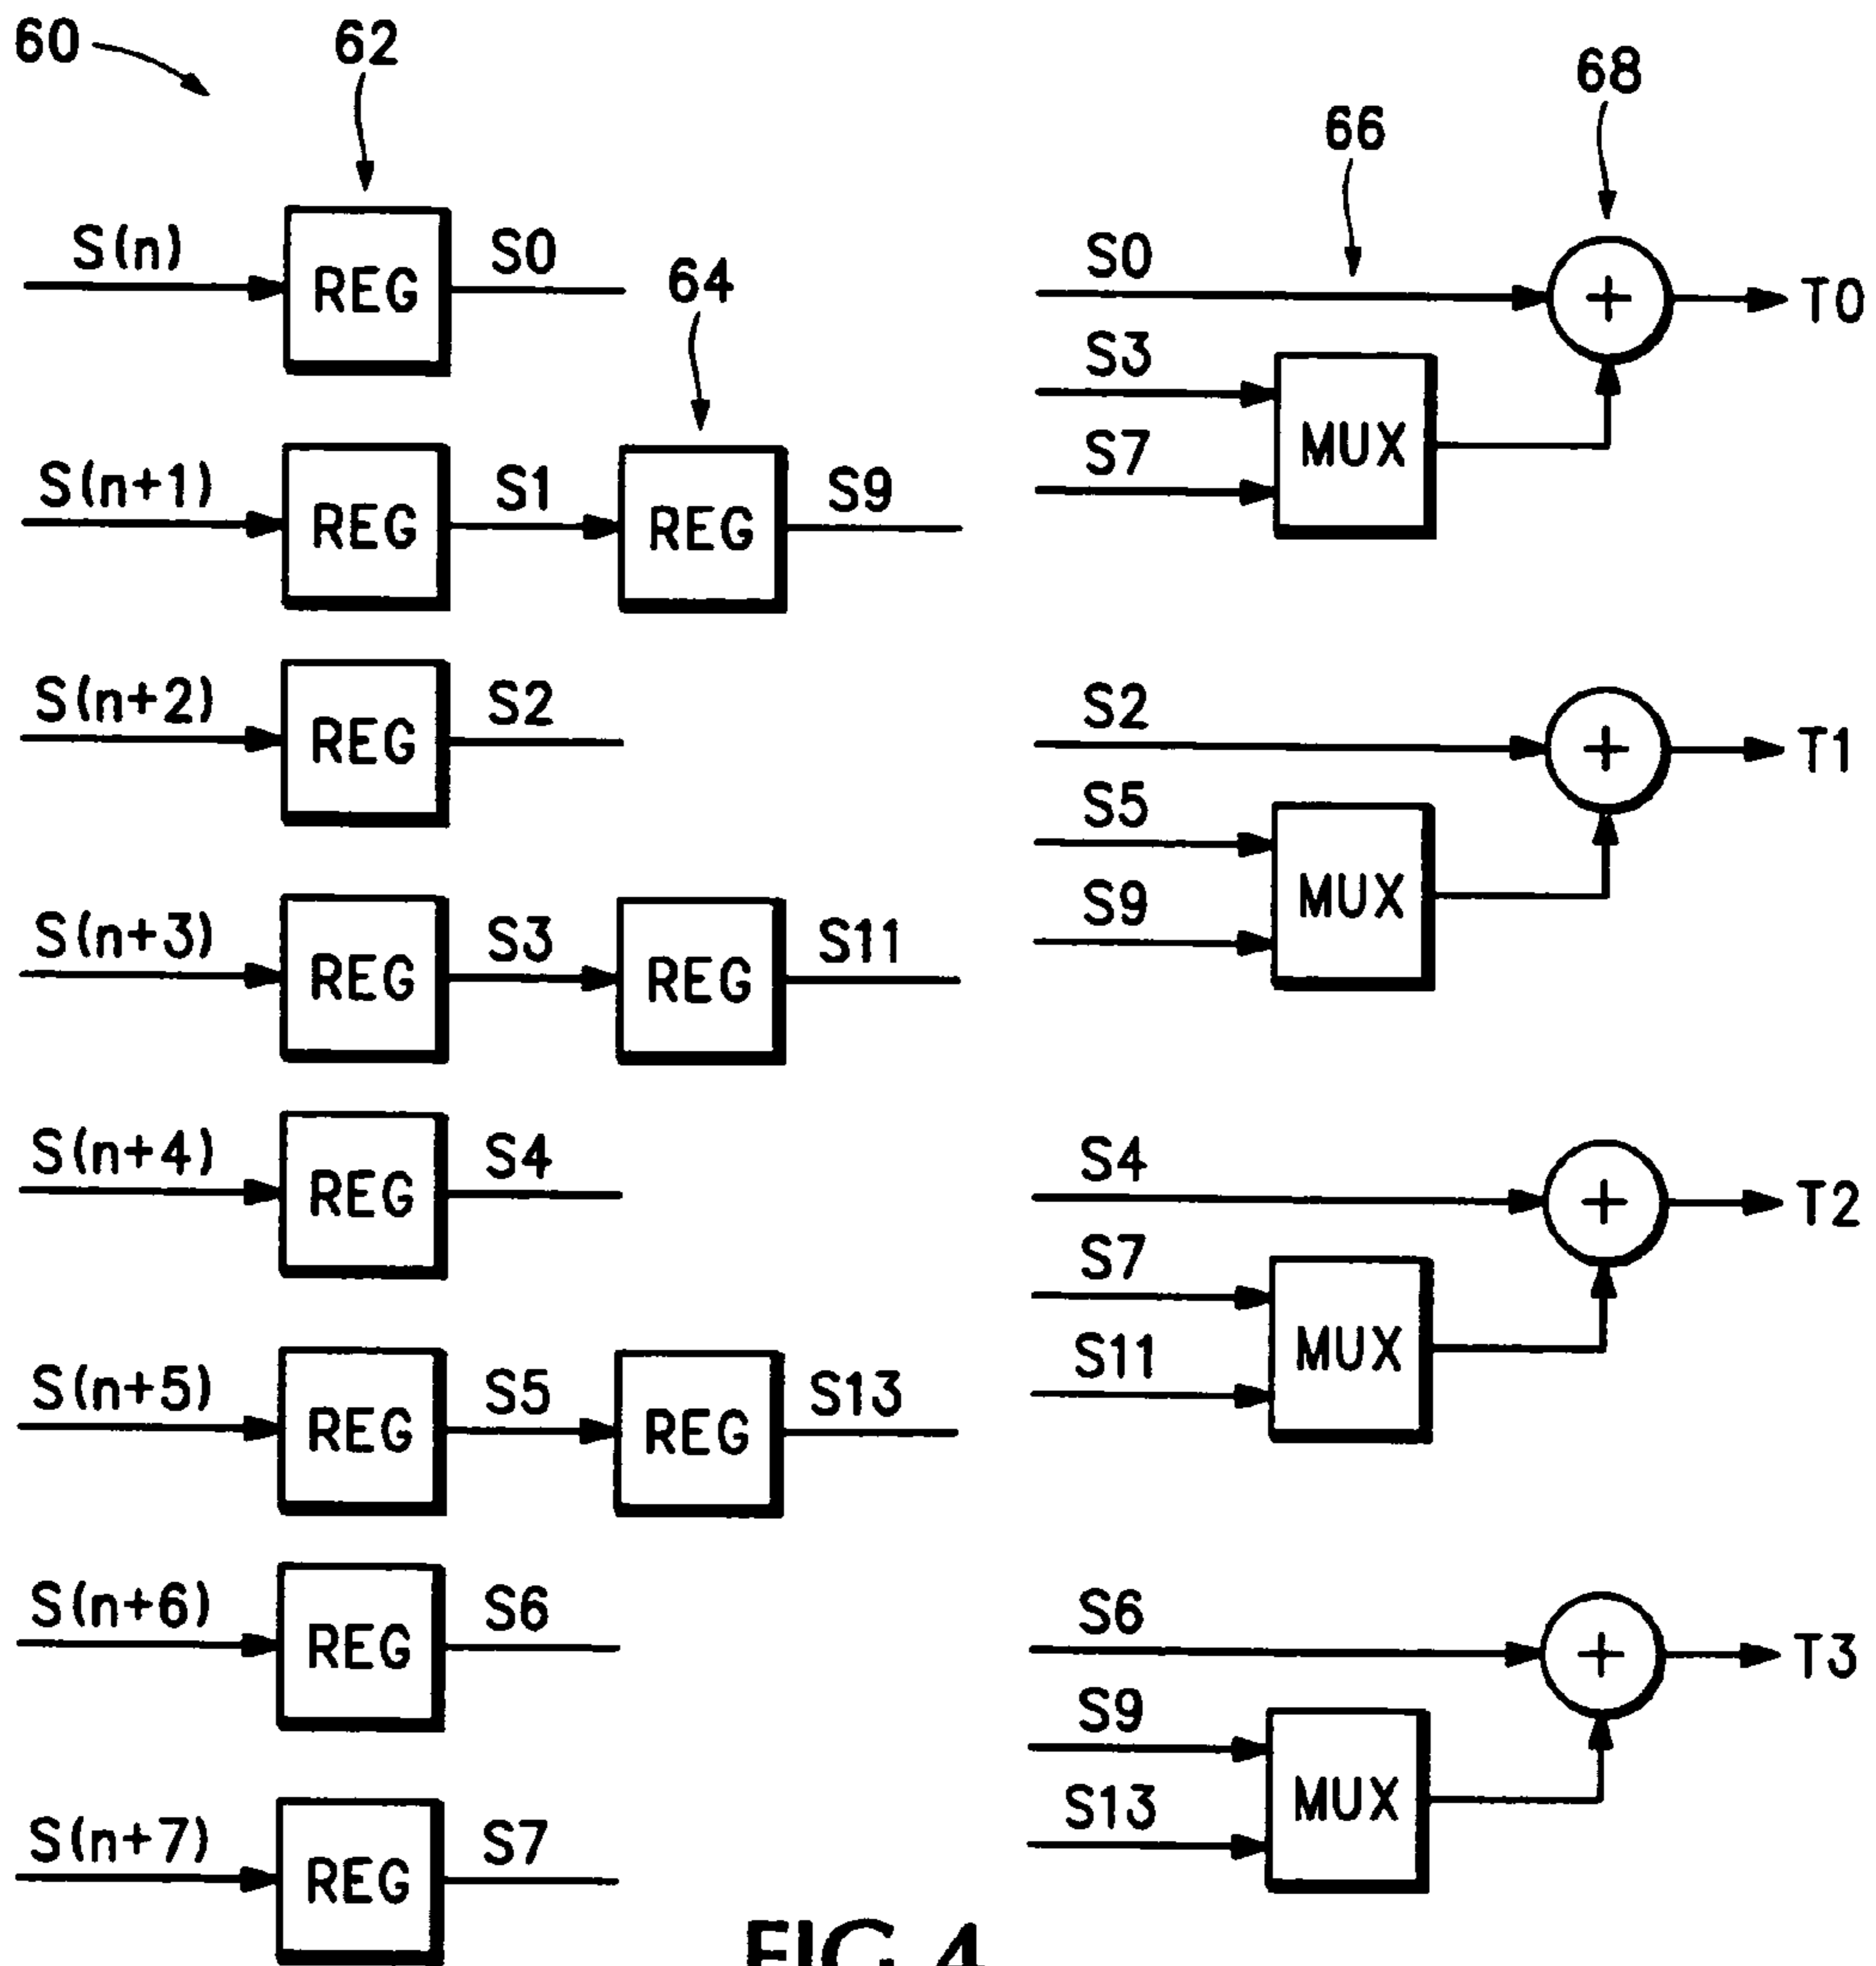 60
62
S(n)
REG
S0
64
S(n+1)
REG
S1
REG
S9
S(n+2)
REG
S2
S(n+3)
REG
S3
REG
S11
S(n+4)
REG
S4
S(n+5)
REG
S5
REG
S13
S(n+6)
REG
S6
S(n+7)
REG
S7
66
68
S0
+
T0
S3
S7
MUX
S2
+
T1
S5
S9
MUX
S4
+
T2
S7
S11
MUX
S6
+
T3
S9
S13
MUX
FIG.4